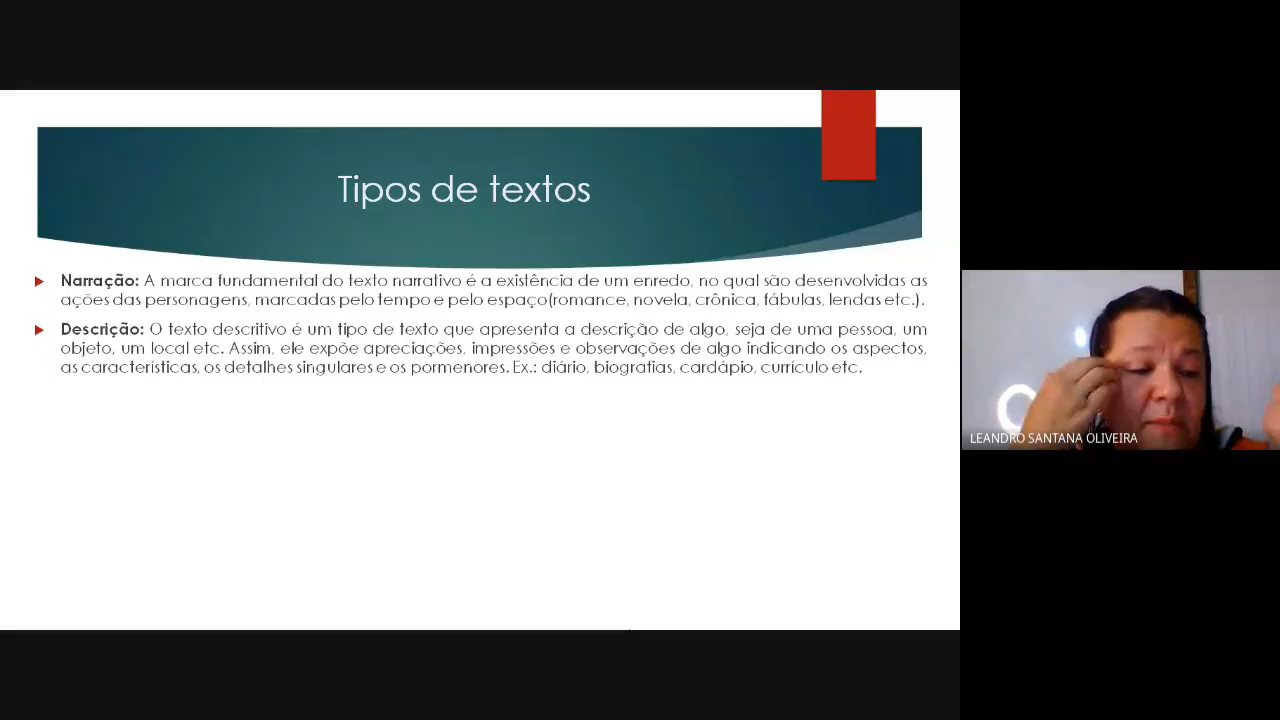 Tipos de textos
Narração: A marca fundamental do texto narrativo é a existência de um enredo, no qual são desenvolvidas as
ações das personagens, marcadas pelo tempo e pelo espaço(romance, novela, crônica, fábulas, lendas etc.).
Descrição: O texto descritivo é um tipo de texto que apresenta a descrição de algo, seja de uma pessoa, um
objeto, um local etc. Assim, ele expõe apreciações, impressões e observações de algo indicando os aspectos,
as características, os detalhes singulares e os pormenores. Ex.: diário, biografias, cardápio, currículo etc.
LEANDRO SANTANA OLIVEIRA